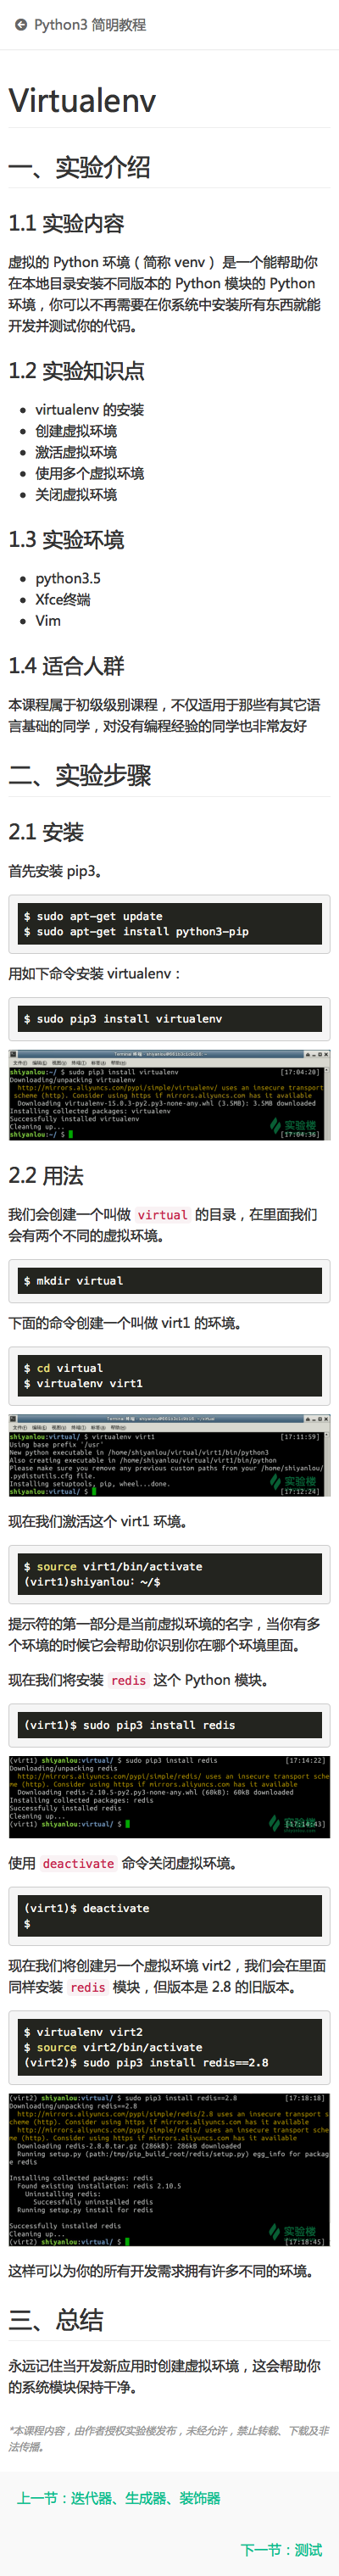 Python3 简明教程
Virtualenv
一、实验介绍
1.1 实验内容
虚拟的 Python 环境（简称 venv） 是一个能帮助你
在本地目录安装不同版本的 Python 模块的 Python
环境，你可以不再需要在你系统中安装所有东西就能
开发并测试你的代码。
1.2 实验知识点
virtualenv 的安装
创建虚拟环境
激活虚拟环境
使用多个虚拟环境
关闭虚拟环境
1.3 实验环境
python3.5
Xfce终端
Vim
1.4 适合人群
本课程属于初级级别课程，不仅适用于那些有其它语
言基础的同学，对没有编程经验的同学也非常友好
二、实验步骤
2.1 安装
首先安装 pip3。
$ sudo apt-get update
$ sudo apt-get install python3-pip
用如下命令安装 virtualenv：
$ sudo pip3 install virtualenv
shiyanlou:~/ $ sudo pip3 install virtualenv [17:04:20]
Downloading/unpacking virtualenv
http://mirrors.aliyuncs.com/pypi/simple/virtualenv/ uses an insecure transport
scheme (http). Consider using https if mirrors.aliyuncs.com has it available
Downloading virtualenv-15.0.3-py2.py3-none-any.whl (3.5MB): 3.5MB downloaded
Installing collected packages: virtualenv
Successfully installed virtualenv
Cleaning up...
shiyanlou:~/ $ [17:04:36]
实验楼
2.2 用法
我们会创建一个叫做 virtual 的目录，在里面我们
会有两个不同的虚拟环境。
$ mkdir virtual
下面的命令创建一个叫做 virt1 的环境。
$ cd virtual
$ virtualenv virt1
shiyanlou:virtual/ $ virtualenv virt1 [17:11:59]
Using base prefix '/usr'
New python executable in /home/shiyanlou/virtual/virt1/bin/python3
Also creating executable in /home/shiyanlou/virtual/virt1/bin/python
Please make sure you remove any previous custom paths from your /home/shiyanlou/
.pydistutils.cfg file.
Installing setuptools, pip, wheel...done.
shiyanlou:virtual/ $ [17:12:24]
实验楼
现在我们激活这个 virt1 环境。
$ source virt1/bin/activate
(virt1)shiyanlou: ~/$
提示符的第一部分是当前虚拟环境的名字，当你有多
个环境的时候它会帮助你识别你在哪个环境里面。
现在我们将安装 redis 这个 Python 模块。
(virt1)$ sudo pip3 install redis
(virt1) shiyanlou:virtual/ $ sudo pip3 install redis [17:14:22]
Downloading/unpacking redis
http://mirrors.aliyuncs.com/pypi/simple/redis/ uses an insecure transport sche
me (http). Consider using https if mirrors.aliyuncs.com has it available
Downloading redis-2.10.5-py2.py3-none-any.whl (60kB): 60kB downloaded
Installing collected packages: redis
Successfully installed redis
Cleaning up...
(virt1) shiyanlou:virtual/ $ [17:14:43]
实验楼
使用 deactivate 命令关闭虚拟环境。
(virt1)$ deactivate
$
现在我们将创建另一个虚拟环境 virt2，我们会在里面
同样安装 redis 模块，但版本是 2.8 的旧版本。
$ virtualenv virt2
$ source virt2/bin/activate
(virt2)$ sudo pip3 install redis==2.8
(virt2) shiyanlou:virtual/ $ sudo pip3 install redis==2.8 [17:18:18]
Downloading/unpacking redis==2.8
http://mirrors.aliyuncs.com/pypi/simple/redis/2.8 uses an insecure transport s
cheme (http). Consider using https if mirrors.aliyuncs.com has it available
http://mirrors.aliyuncs.com/pypi/simple/redis/ uses an insecure transport sche
me (http). Consider using https if mirrors.aliyuncs.com has it available
Downloading redis-2.8.0.tar.gz (286kB): 286kB downloaded
Running setup.py (path:/tmp/pip_build_root/redis/setup.py) egg_info for packag
e redis
Installing collected packages: redis
Found existing installation: redis 2.10.5
Uninstalling redis:
Successfully uninstalled redis
Running setup.py install for redis
Successfully installed redis
Cleaning up...
(virt2) shiyanlou:virtual/ $ [17:18:45]
实验楼
这样可以为你的所有开发需求拥有许多不同的环境。
三、总结
永远记住当开发新应用时创建虚拟环境，这会帮助你
的系统模块保持干净。
*本课程内容，由作者授权实验楼发布，未经允许，禁止转载、下载及非
法传播。
上一节：迭代器、生成器、装饰器
下一节：测试